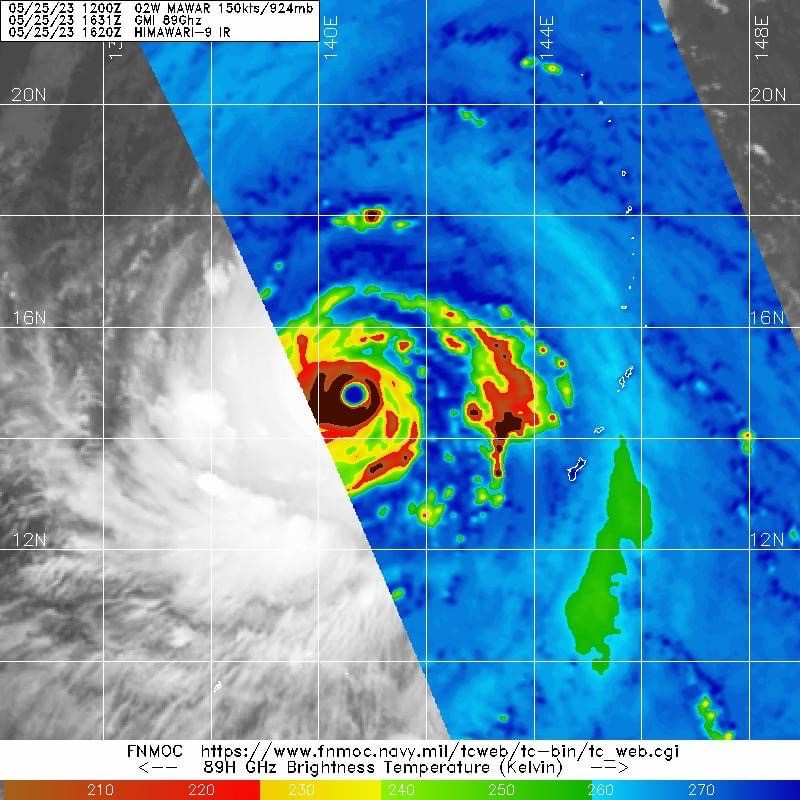 05/25/23 1200Z 02W MAWAR 150kts/924mb
05/25/23 1631Z GMI 89Ghz
05/25/23 1620Z HIMAWARI-9 IR
140E 144E 148E
20N 20N
16N 16N
12N 12N
FNMOC https://www.fnmoc.navy.mil/tcweb/tc-bin/tc_web.cgi
<-- 89H GHz Brightness Temperature (Kelvin) -->
210 220 230 240 250 260 270